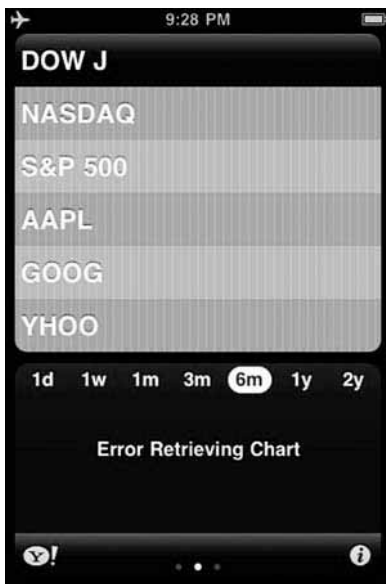 9:28 PM
DOW J
NASDAQ
S&P 500
AAPL
GOOG
YHOO
1d 1w 1m 3m 6m 1y 2y
Error Retrieving Chart
Y!
i